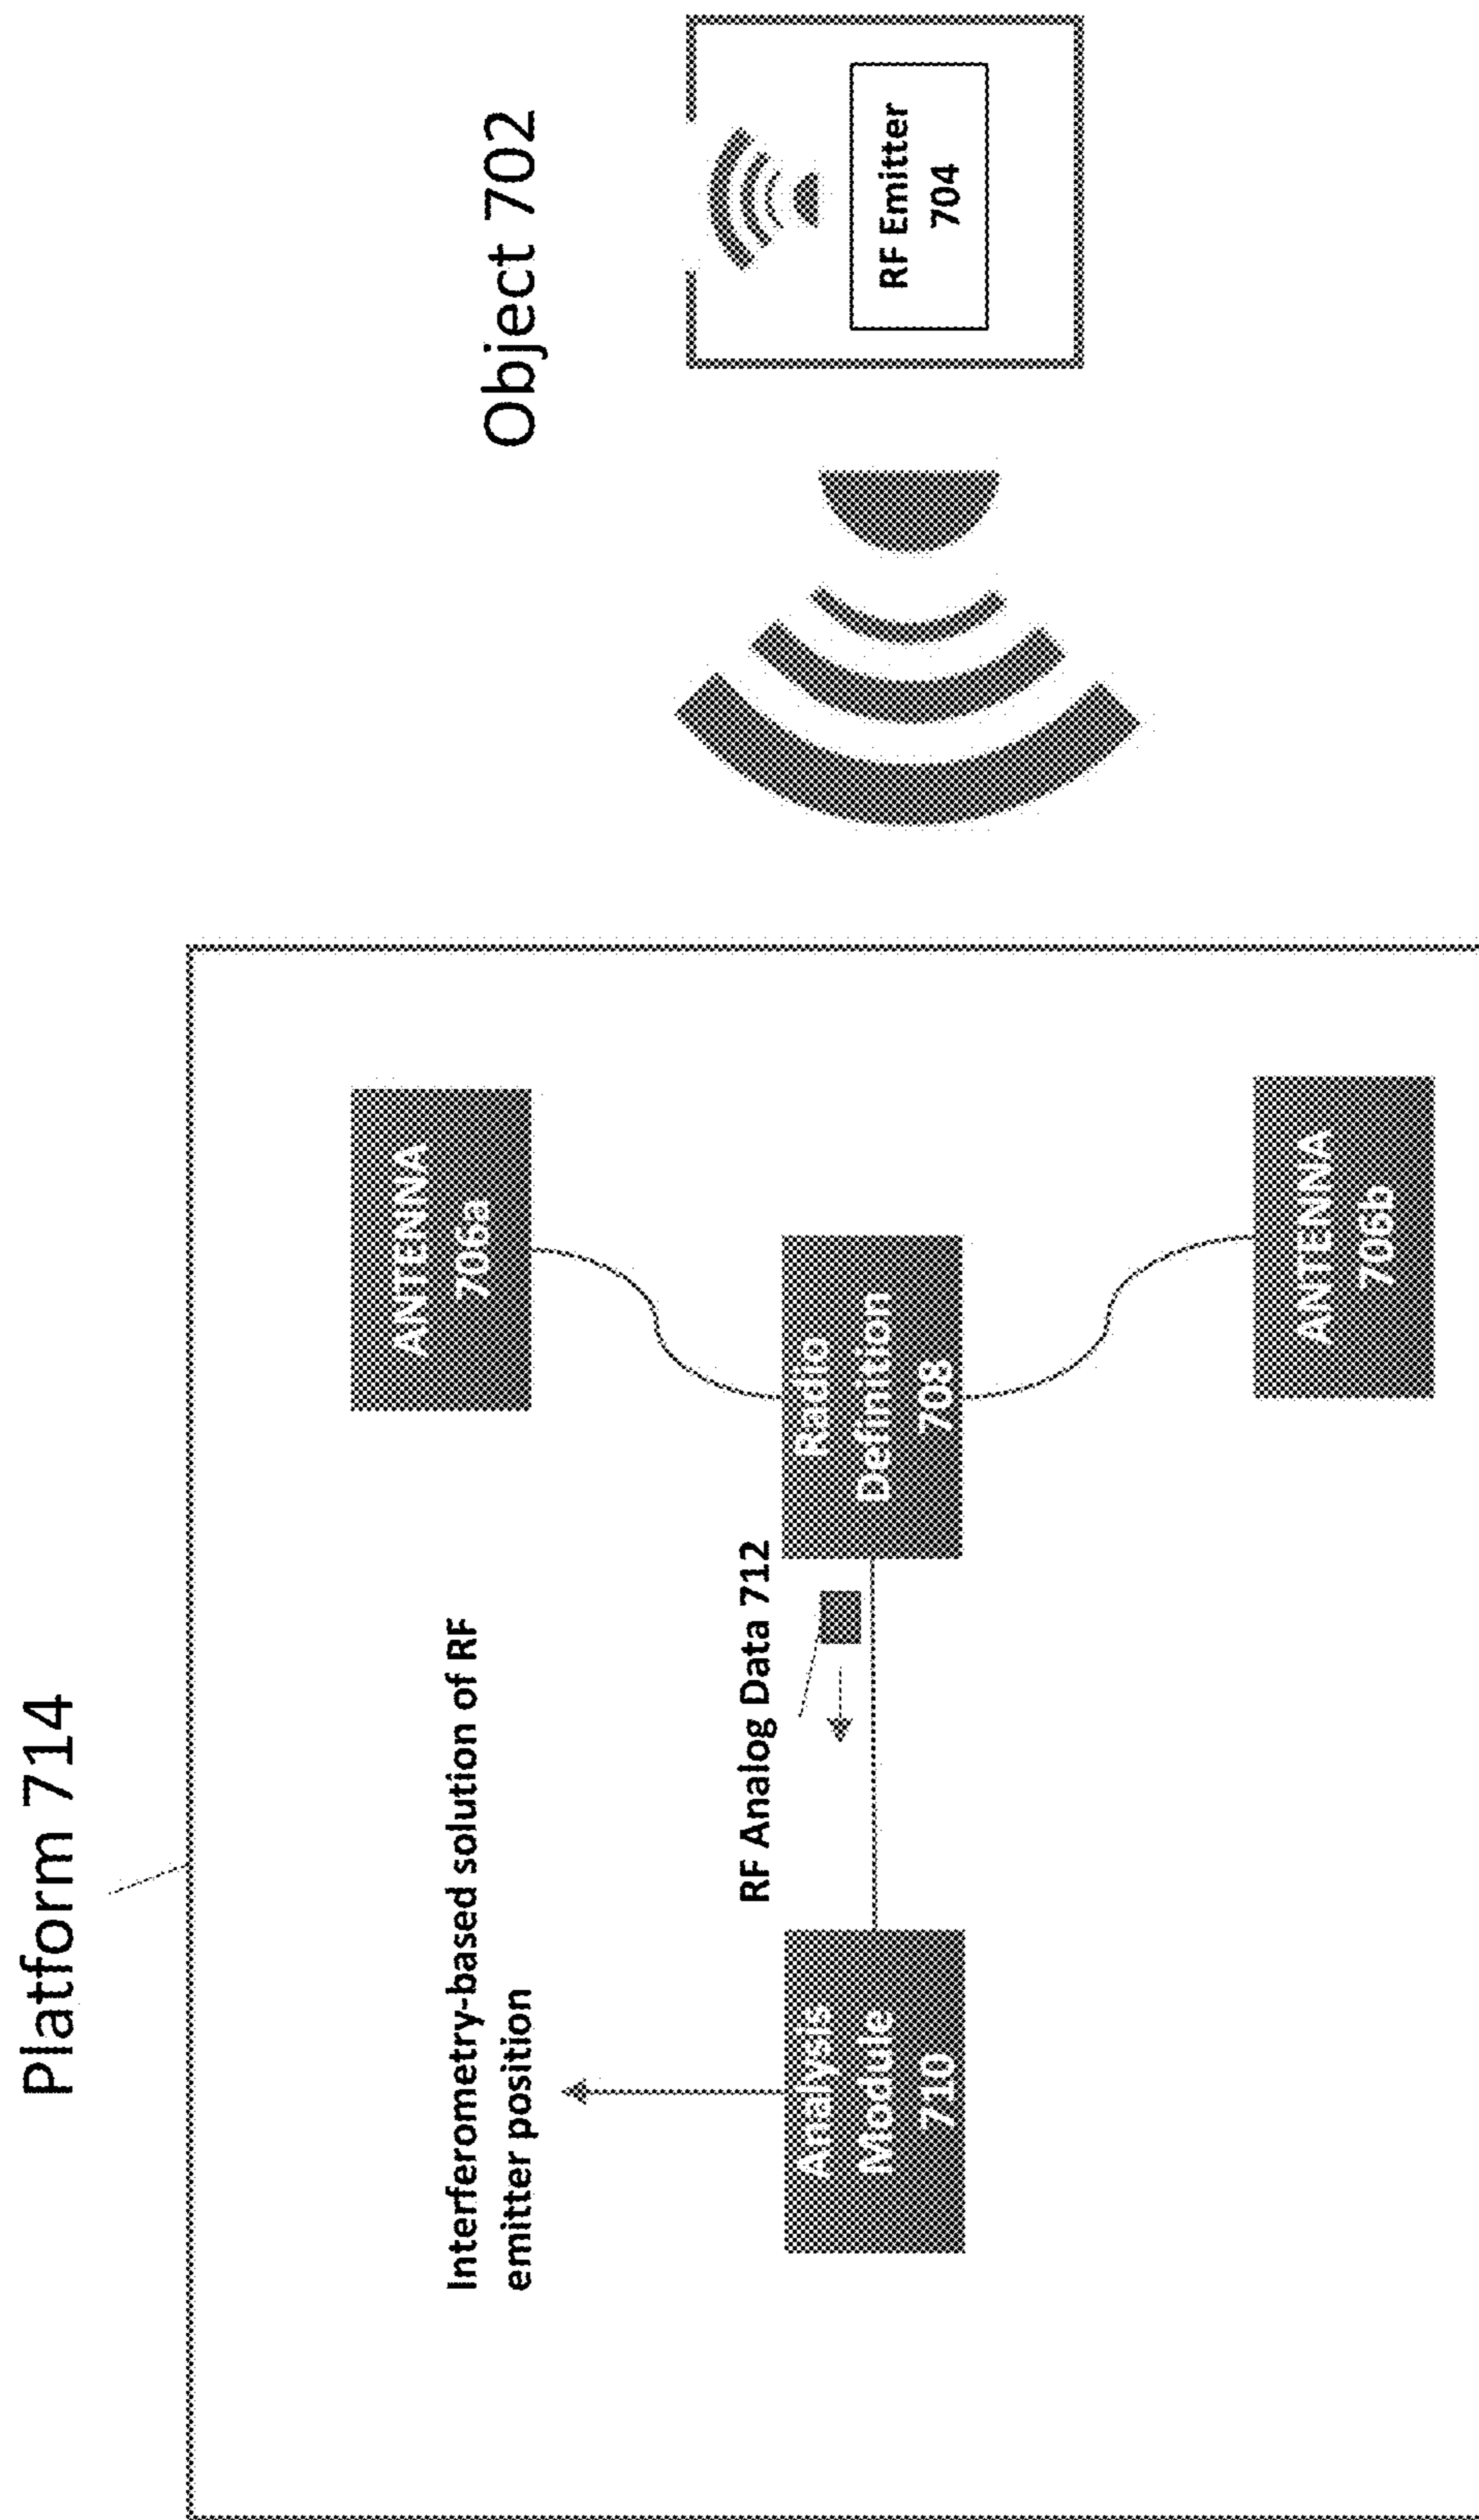 Platform 714
Interferometry-based solution of RF
emitter position
Analysis
Module
710
RF Analog Data 712
Radio
Definition
708
ANTENNA
706a
ANTENNA
706b
Object 702
RF Emitter
704